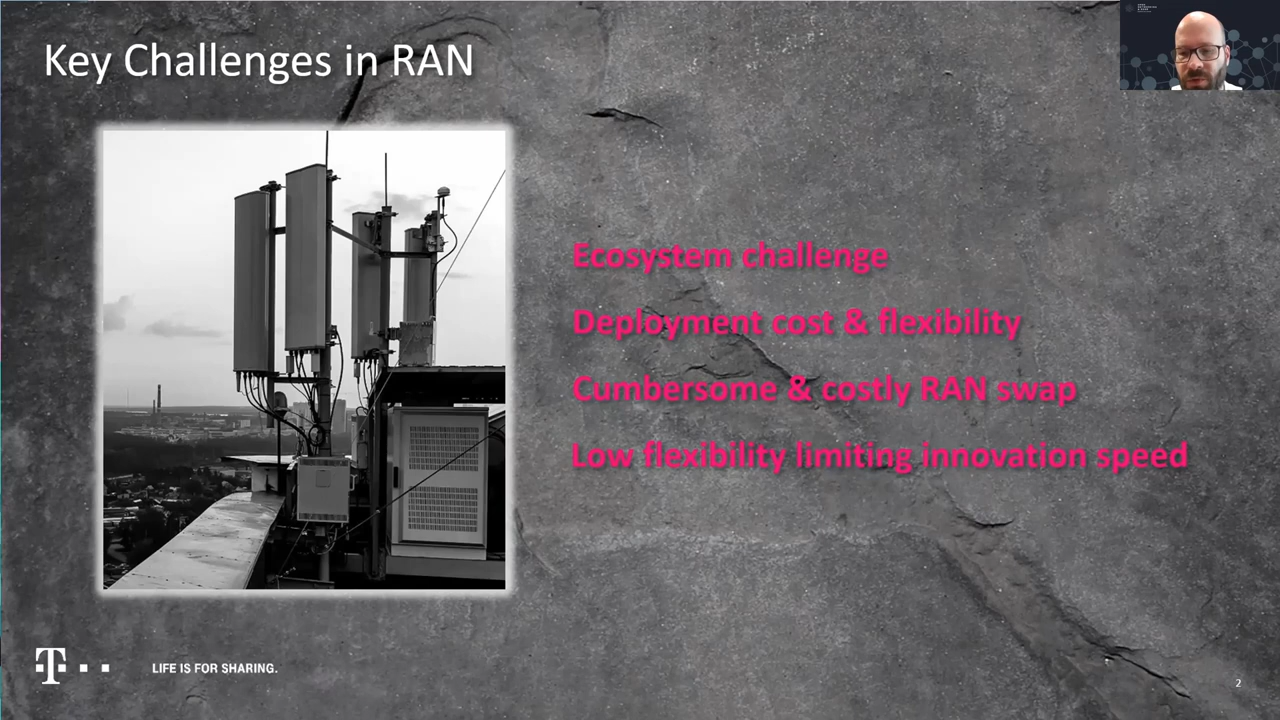 Key Challenges in RAN
Ecosystem challenge
Deployment cost & flexibility
Cumbersome & costly RAN swap
Low flexibility limiting innovation speed
T
LIFE IS FOR SHARING.
2